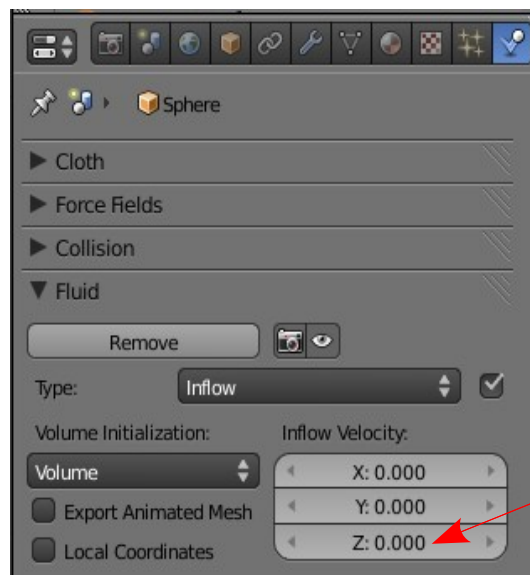 Sphere
Cloth
Force Fields
Collision
Fluid
Remove
Type: Inflow
Volume Initialization: Inflow Velocity:
Volume X: 0.000
Export Animated Mesh Y: 0.000
Local Coordinates Z: 0.000